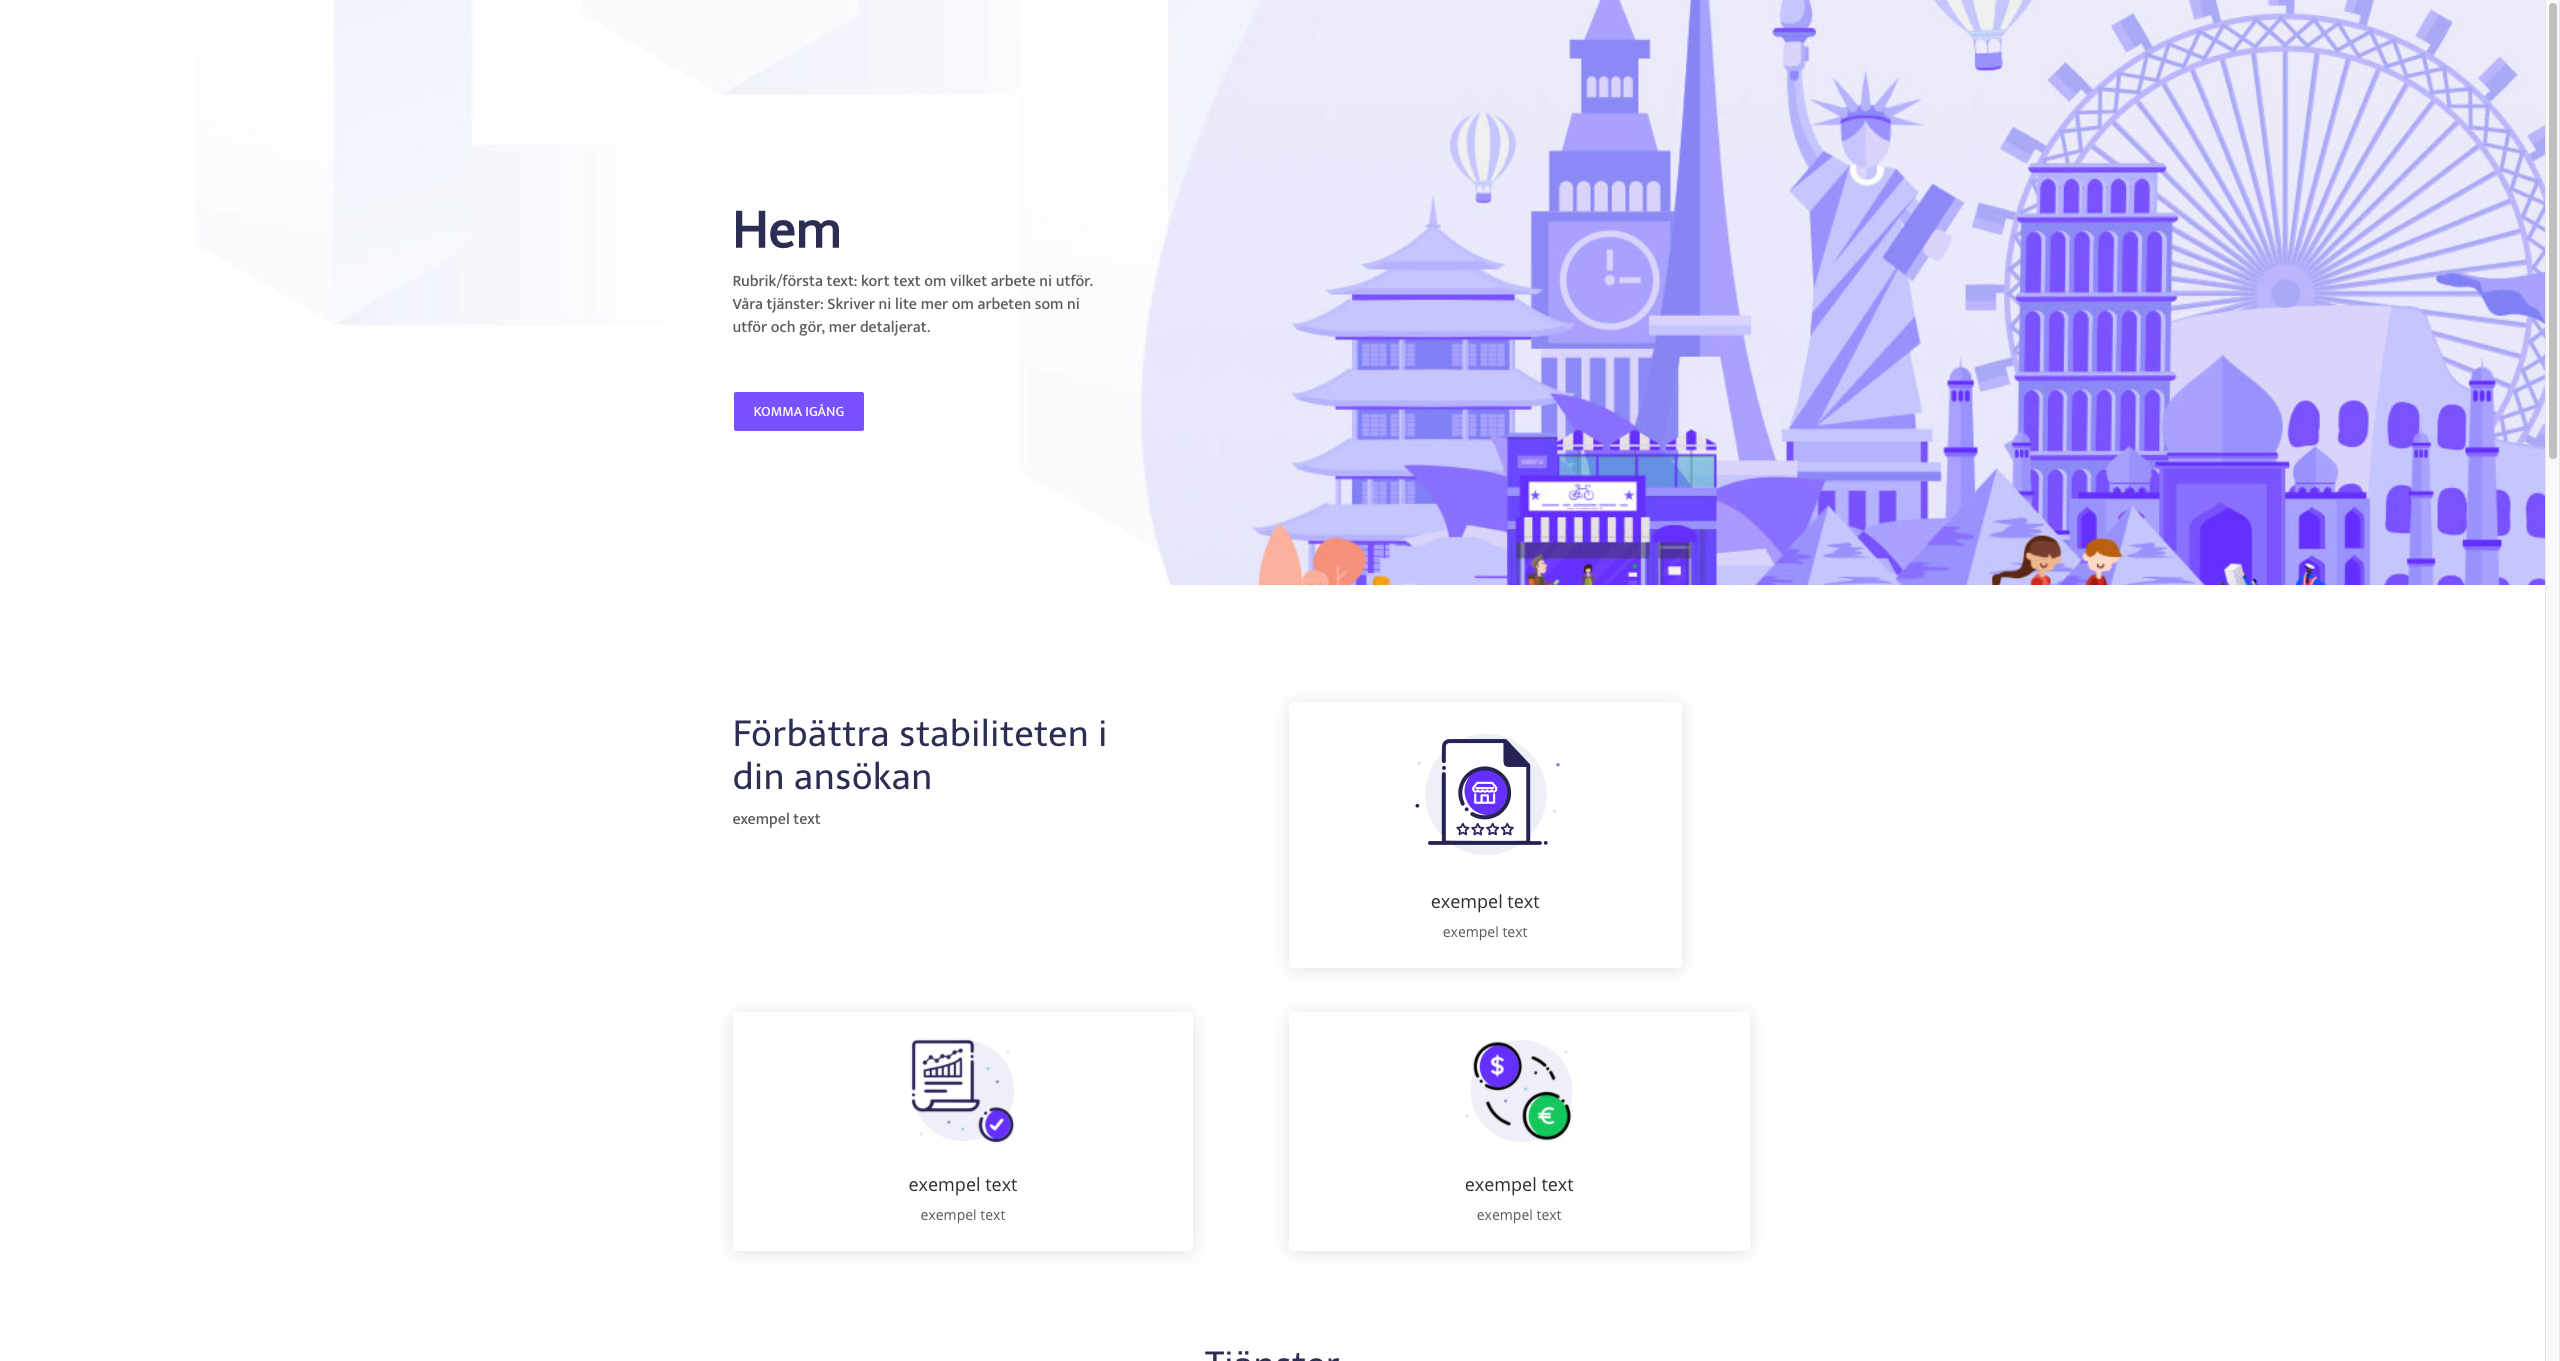 Hem
Rubrik/första text: kort text om vilket arbete ni utför.
Våra tjänster: Skriver ni lite mer om arbeten som ni
utför och gör, mer detaljerat.
KOMMA IGÅNG
Förbättra stabiliteten i
din ansökan
exempel text
exempel text
exempel text
exempel text
exempel text
exempel text
exempel text
Tjänster